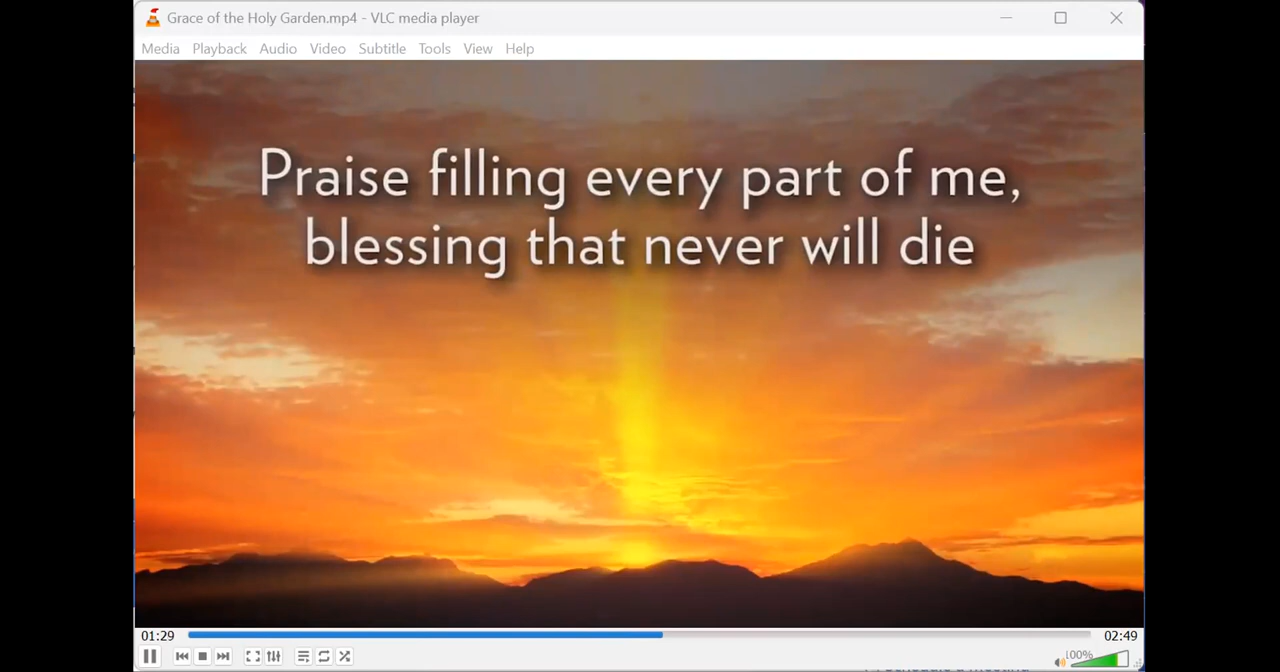 Grace of the Holy Garden.mp4 - VLC media player
Media Playback Audio Video Subtitle Tools View Help
Praise filling every part of me,
blessing that never will die
01:29 02:49
100%